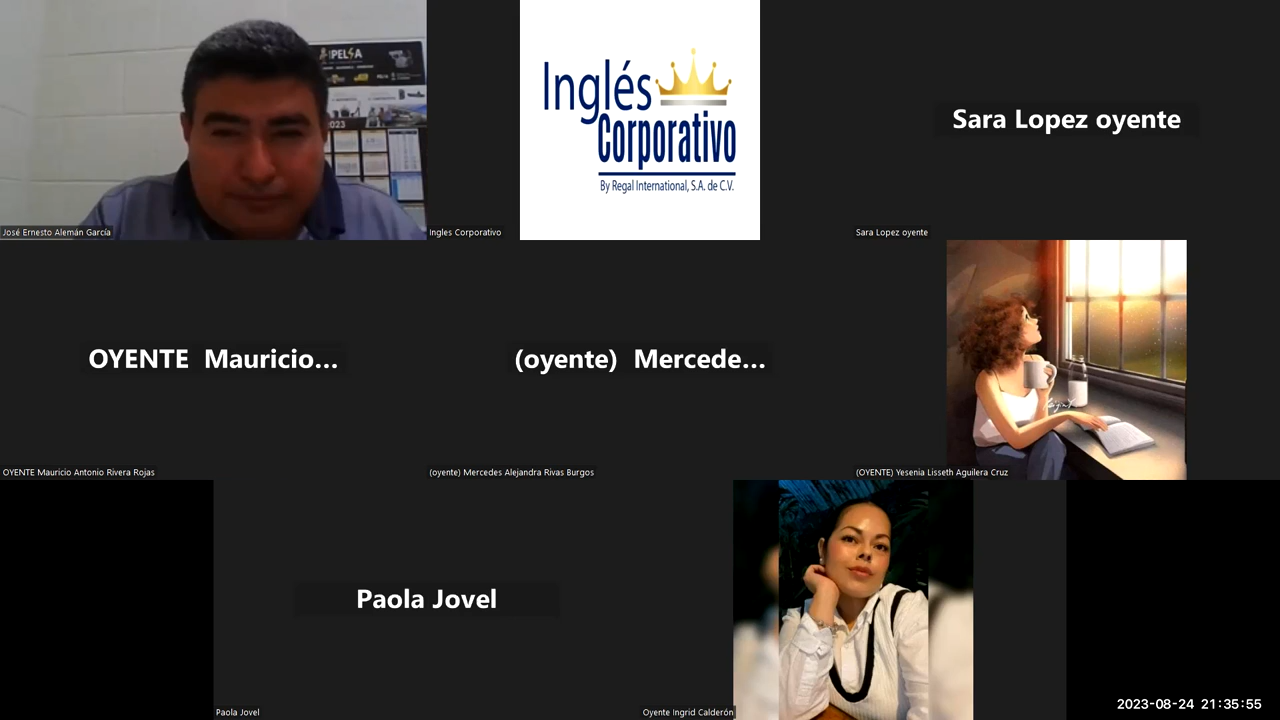 PELSA
2023
José Ernesto Alemán García
Inglés
Corporativo
By Regal International, S.A. de C.V.
Ingles Corporativo
Sara Lopez oyente
Sara Lopez oyente
OYENTE Mauricio...
OYENTE Mauricio Antonio Rivera Rojas
(oyente) Mercede...
(oyente) Mercedes Alejandra Rivas Burgos
(OYENTE) Yesenia Lisseth Aguilera Cruz
Paola Jovel
Paola Jovel
Oyente Ingrid Calderón
2023-08-24 21:35:55